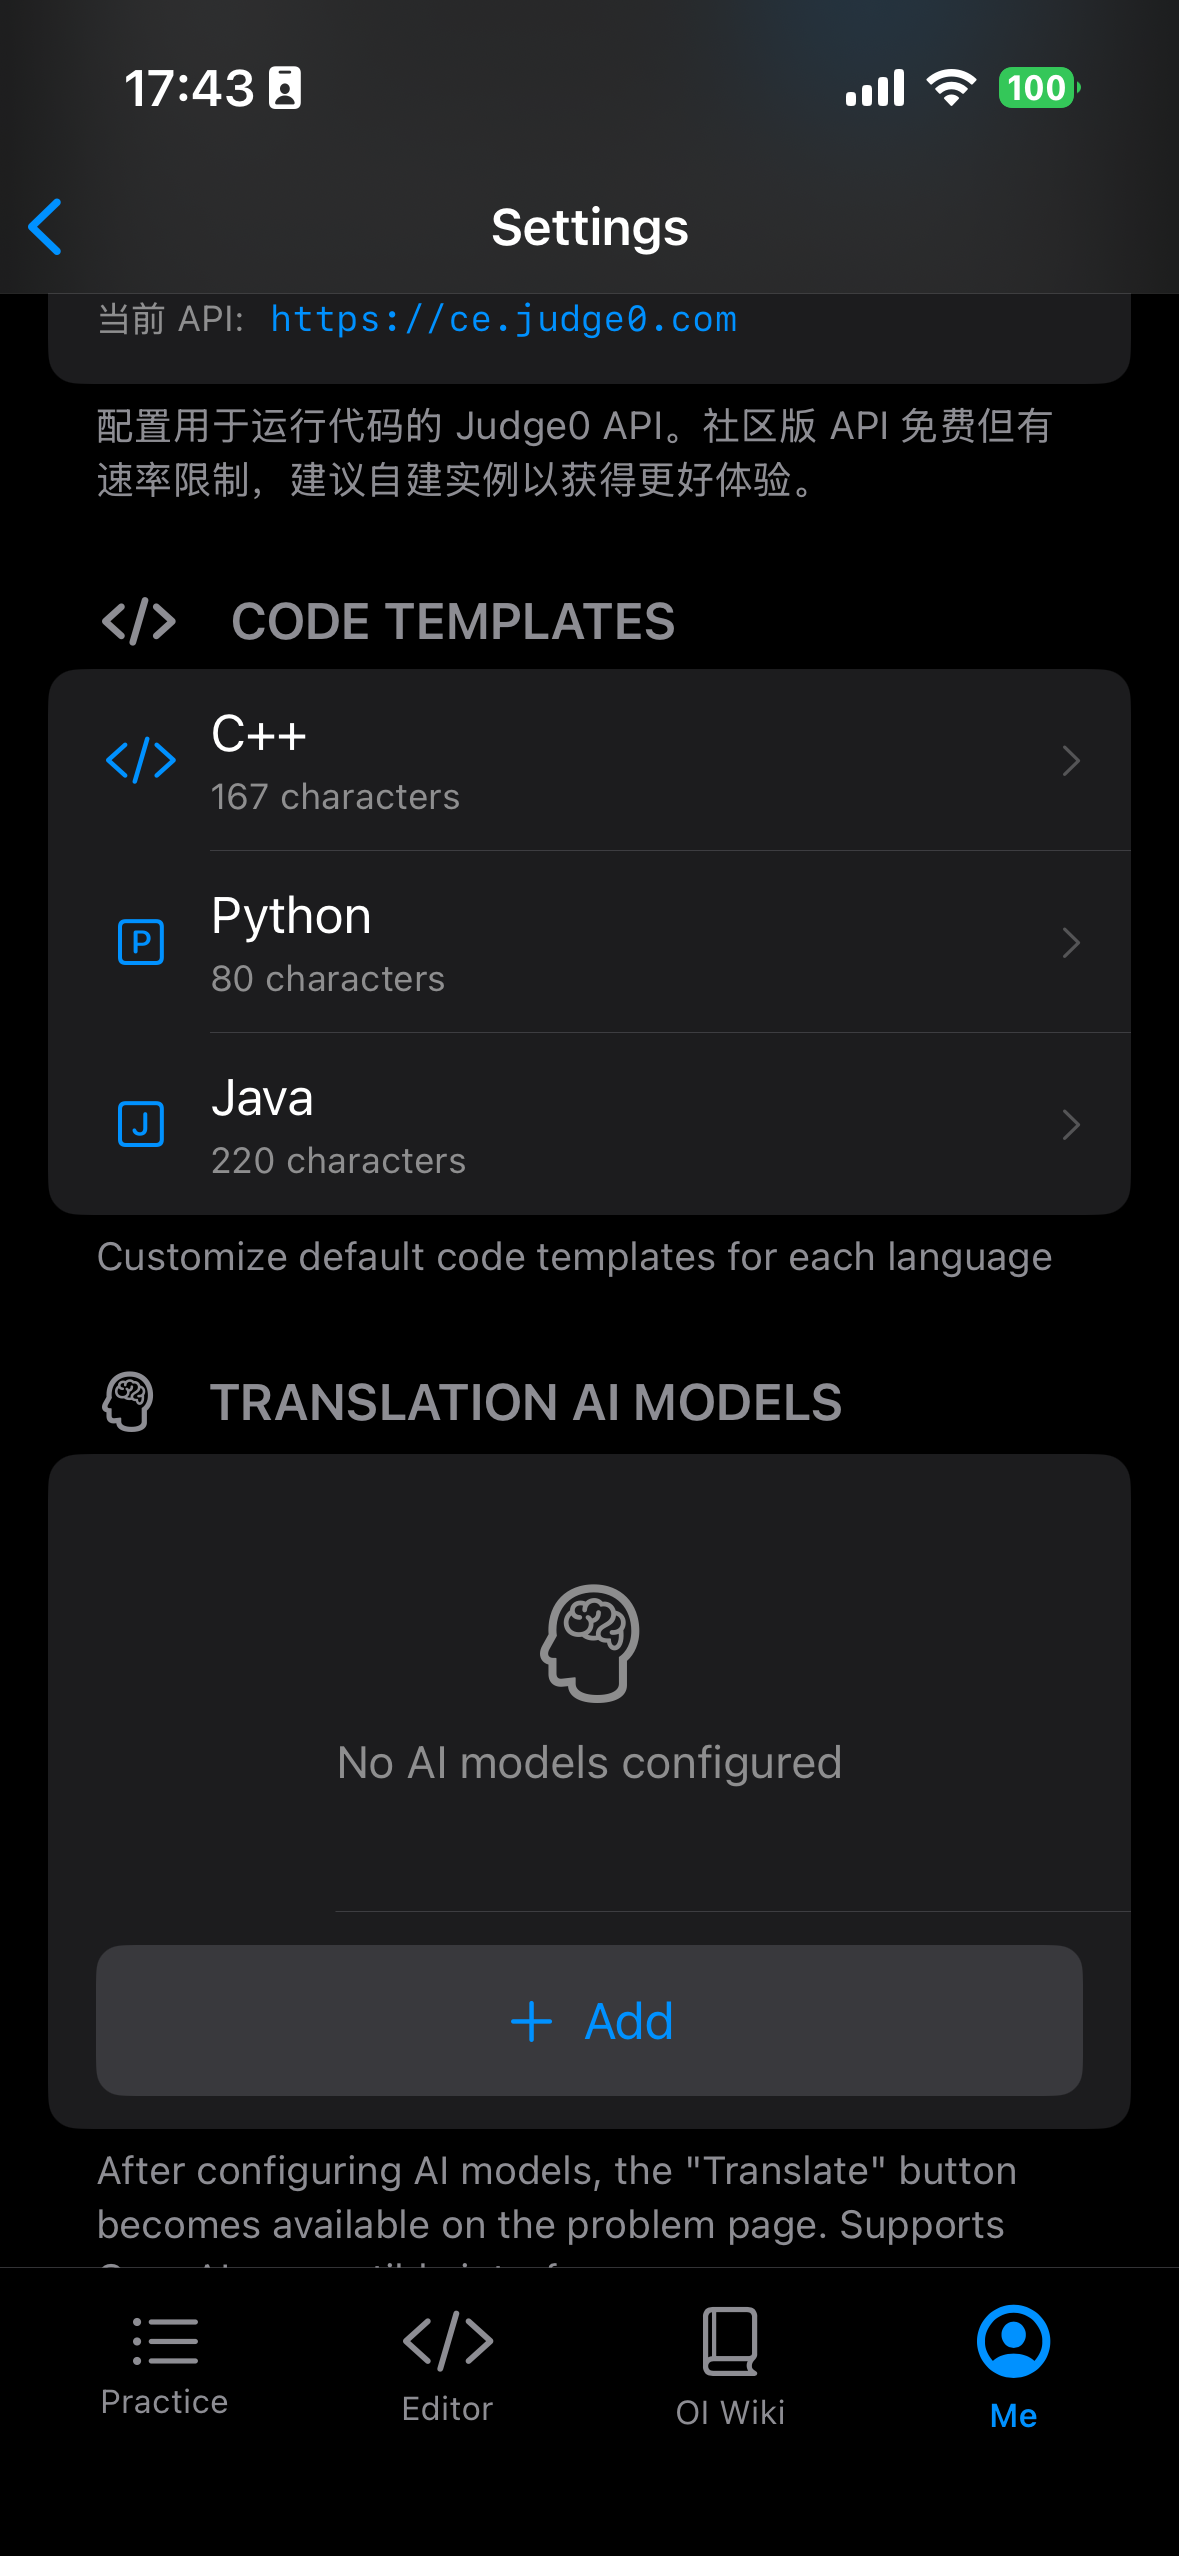 17:43
100
Settings
当前 API: https://ce.judge0.com
配置用于运行代码的 Judge0 API。社区版 API 免费但有
速率限制，建议自建实例以获得更好体验。
CODE TEMPLATES
C++
167 characters
P
Python
80 characters
J
Java
220 characters
Customize default code templates for each language
TRANSLATION AI MODELS
No AI models configured
Add
After configuring AI models, the "Translate" button
becomes available on the problem page. Supports
Practice
Editor
OI Wiki
Me